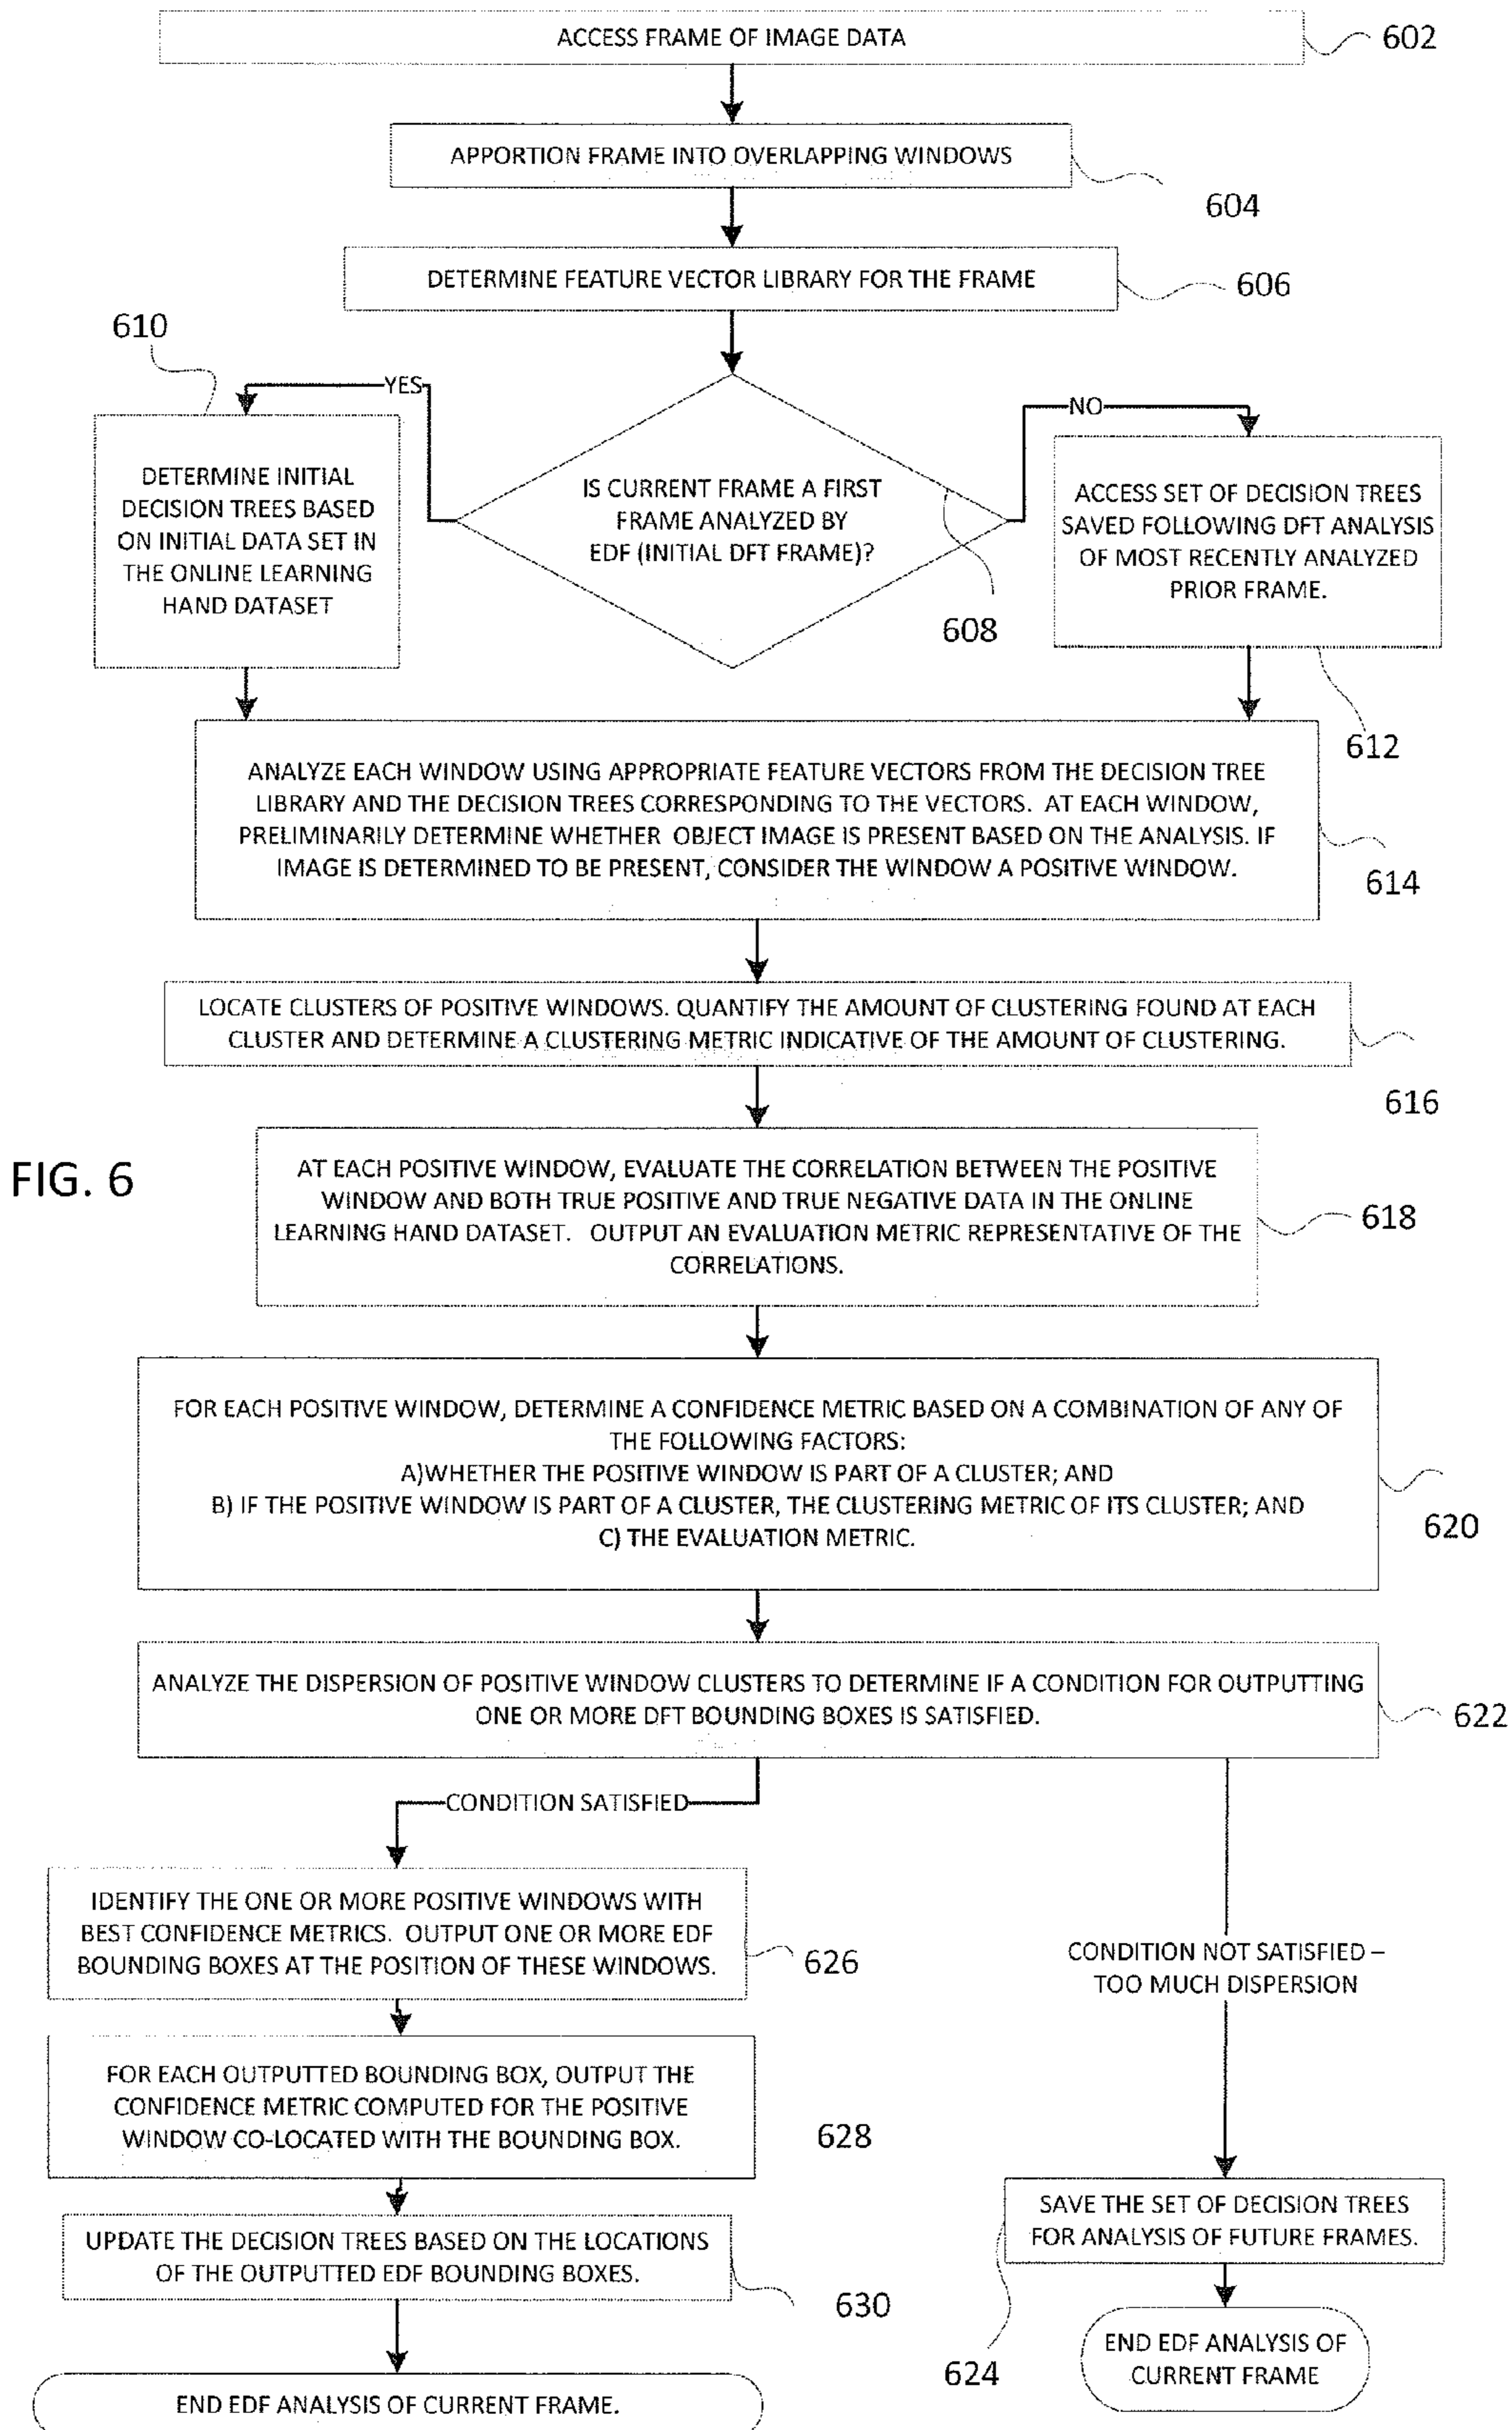 ACCESS FRAME OF IMAGE DATA
602
APPORTION FRAME INTO OVERLAPPING WINDOWS
604
DETERMINE FEATURE VECTOR LIBRARY FOR THE FRAME
606
610
YES
NO
DETERMINE INITIAL
DECISION TREES BASED
ON INITIAL DATA SET IN
THE ONLINE LEARNING
HAND DATASET
IS CURRENT FRAME A FIRST
FRAME ANALYZED BY
EDF (INITIAL DFT FRAME)?
608
ACCESS SET OF DECISION TREES
SAVED FOLLOWING DFT ANALYSIS
OF MOST RECENTLY ANALYZED
PRIOR FRAME.
612
ANALYZE EACH WINDOW USING APPROPRIATE FEATURE VECTORS FROM THE DECISION TREE
LIBRARY AND THE DECISION TREES CORRESPONDING TO THE VECTORS. AT EACH WINDOW,
PRELIMINARILY DETERMINE WHETHER OBJECT IMAGE IS PRESENT BASED ON THE ANALYSIS. IF
IMAGE IS DETERMINED TO BE PRESENT, CONSIDER THE WINDOW A POSITIVE WINDOW.
614
LOCATE CLUSTERS OF POSITIVE WINDOWS. QUANTIFY THE AMOUNT OF CLUSTERING FOUND AT EACH
CLUSTER AND DETERMINE A CLUSTERING METRIC INDICATIVE OF THE AMOUNT OF CLUSTERING.
616
FIG. 6
AT EACH POSITIVE WINDOW, EVALUATE THE CORRELATION BETWEEN THE POSITIVE
WINDOW AND BOTH TRUE POSITIVE AND TRUE NEGATIVE DATA IN THE ONLINE
LEARNING HAND DATASET. OUTPUT AN EVALUATION METRIC REPRESENTATIVE OF THE
CORRELATIONS.
618
FOR EACH POSITIVE WINDOW, DETERMINE A CONFIDENCE METRIC BASED ON A COMBINATION OF ANY OF
THE FOLLOWING FACTORS:
A)WHETHER THE POSITIVE WINDOW IS PART OF A CLUSTER; AND
B) IF THE POSITIVE WINDOW IS PART OF A CLUSTER, THE CLUSTERING METRIC OF ITS CLUSTER; AND
C) THE EVALUATION METRIC.
620
ANALYZE THE DISPERSION OF POSITIVE WINDOW CLUSTERS TO DETERMINE IF A CONDITION FOR OUTPUTTING
ONE OR MORE DFT BOUNDING BOXES IS SATISFIED.
622
CONDITION SATISFIED
IDENTIFY THE ONE OR MORE POSITIVE WINDOWS WITH
BEST CONFIDENCE METRICS. OUTPUT ONE OR MORE EDF
BOUNDING BOXES AT THE POSITION OF THESE WINDOWS.
626
CONDITION NOT SATISFIED –
TOO MUCH DISPERSION
FOR EACH OUTPUTTED BOUNDING BOX, OUTPUT THE
CONFIDENCE METRIC COMPUTED FOR THE POSITIVE
WINDOW CO-LOCATED WITH THE BOUNDING BOX.
628
UPDATE THE DECISION TREES BASED ON THE LOCATIONS
OF THE OUTPUTTED EDF BOUNDING BOXES.
630
SAVE THE SET OF DECISION TREES
FOR ANALYSIS OF FUTURE FRAMES.
624
END EDF ANALYSIS OF
CURRENT FRAME
END EDF ANALYSIS OF CURRENT FRAME.